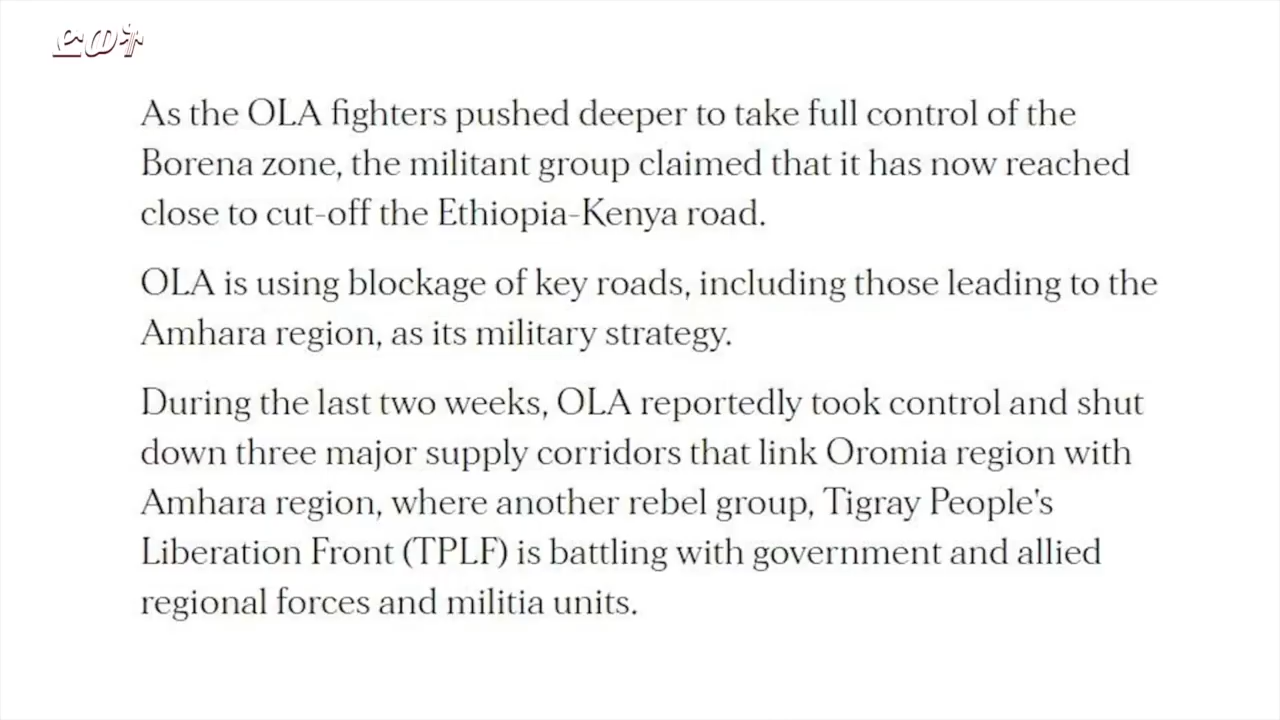 ደወት
As the OLA fighters pushed deeper to take full control of the
Borena zone, the militant group claimed that it has now reached
close to cut-off the Ethiopia-Kenya road.
OLA is using blockage of key roads, including those leading to the
Amhara region, as its military strategy.
During the last two weeks, OLA reportedly took control and shut
down three major supply corridors that link Oromia region with
Amhara region, where another rebel group, Tigray People's
Liberation Front (TPLF) is battling with government and allied
regional forces and militia units.